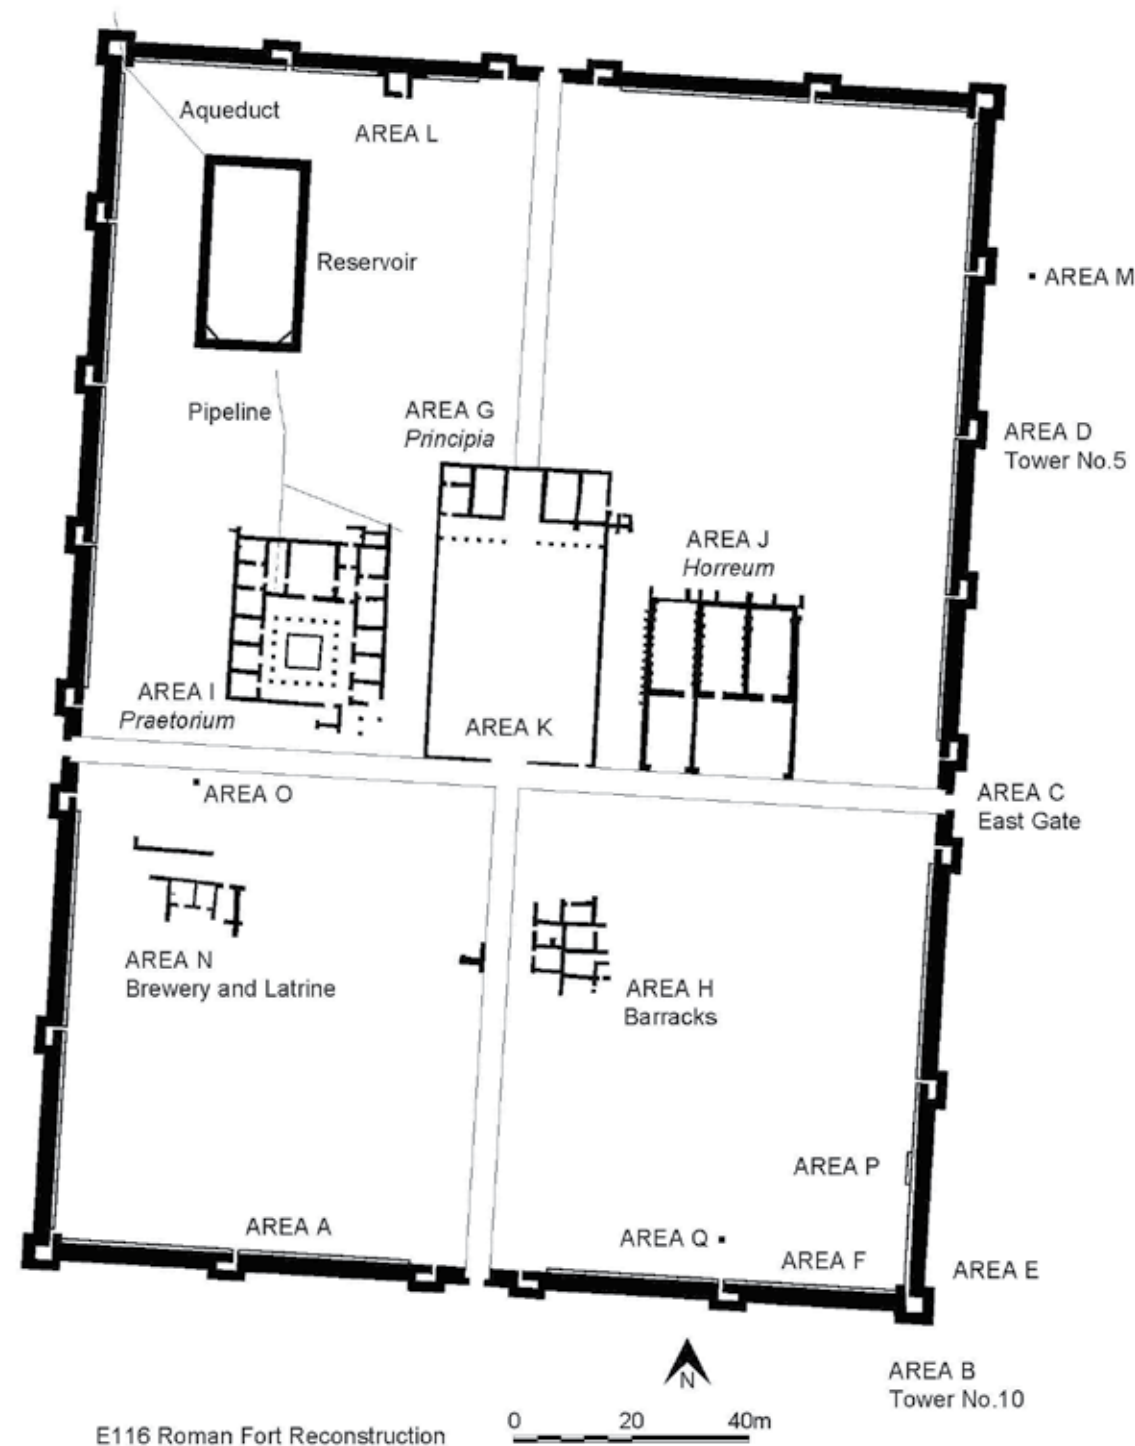 Aqueduct
AREA L
Reservoir
AREA M
Pipeline
AREA G
Principia
AREA D
Tower No.5
AREA J
Horreum
AREA I
Praetorium
AREA K
AREA O
AREA C
East Gate
AREA N
Brewery and Latrine
AREA H
Barracks
AREA P
AREA A
AREA Q
AREA F
AREA E
N
AREA B
Tower No.10
0 20 40m
E116 Roman Fort Reconstruction